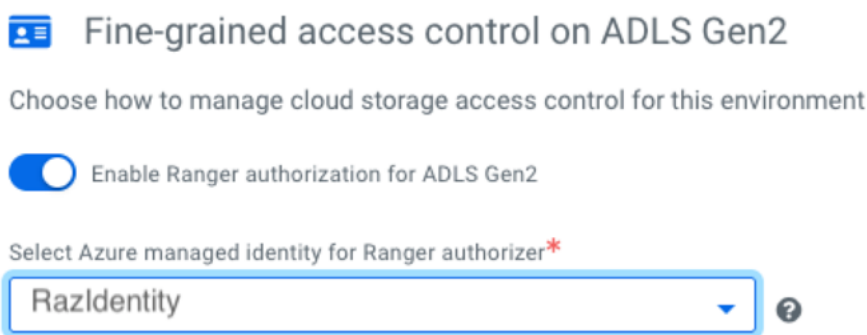 Fine-grained access control on ADLS Gen2
Choose how to manage cloud storage access control for this environment
Enable Ranger authorization for ADLS Gen2
Select Azure managed identity for Ranger authorizer*
RazIdentity
?